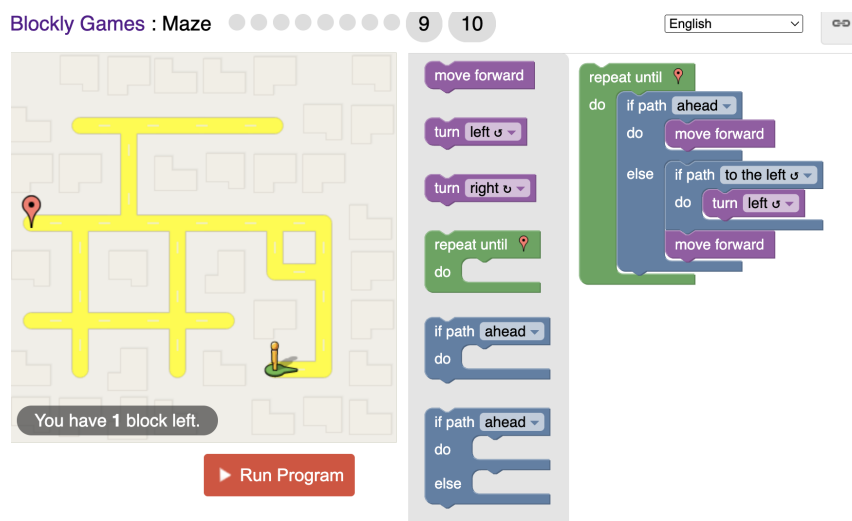 Blockly Games : Maze 9 10 English
move forward
turn left ↺
turn right ↻
repeat until
do
if path ahead
do
if path ahead
do
else
repeat until
do if path ahead
do move forward
else if path to the left ↺
do turn left ↺
move forward
You have 1 block left.
Run Program